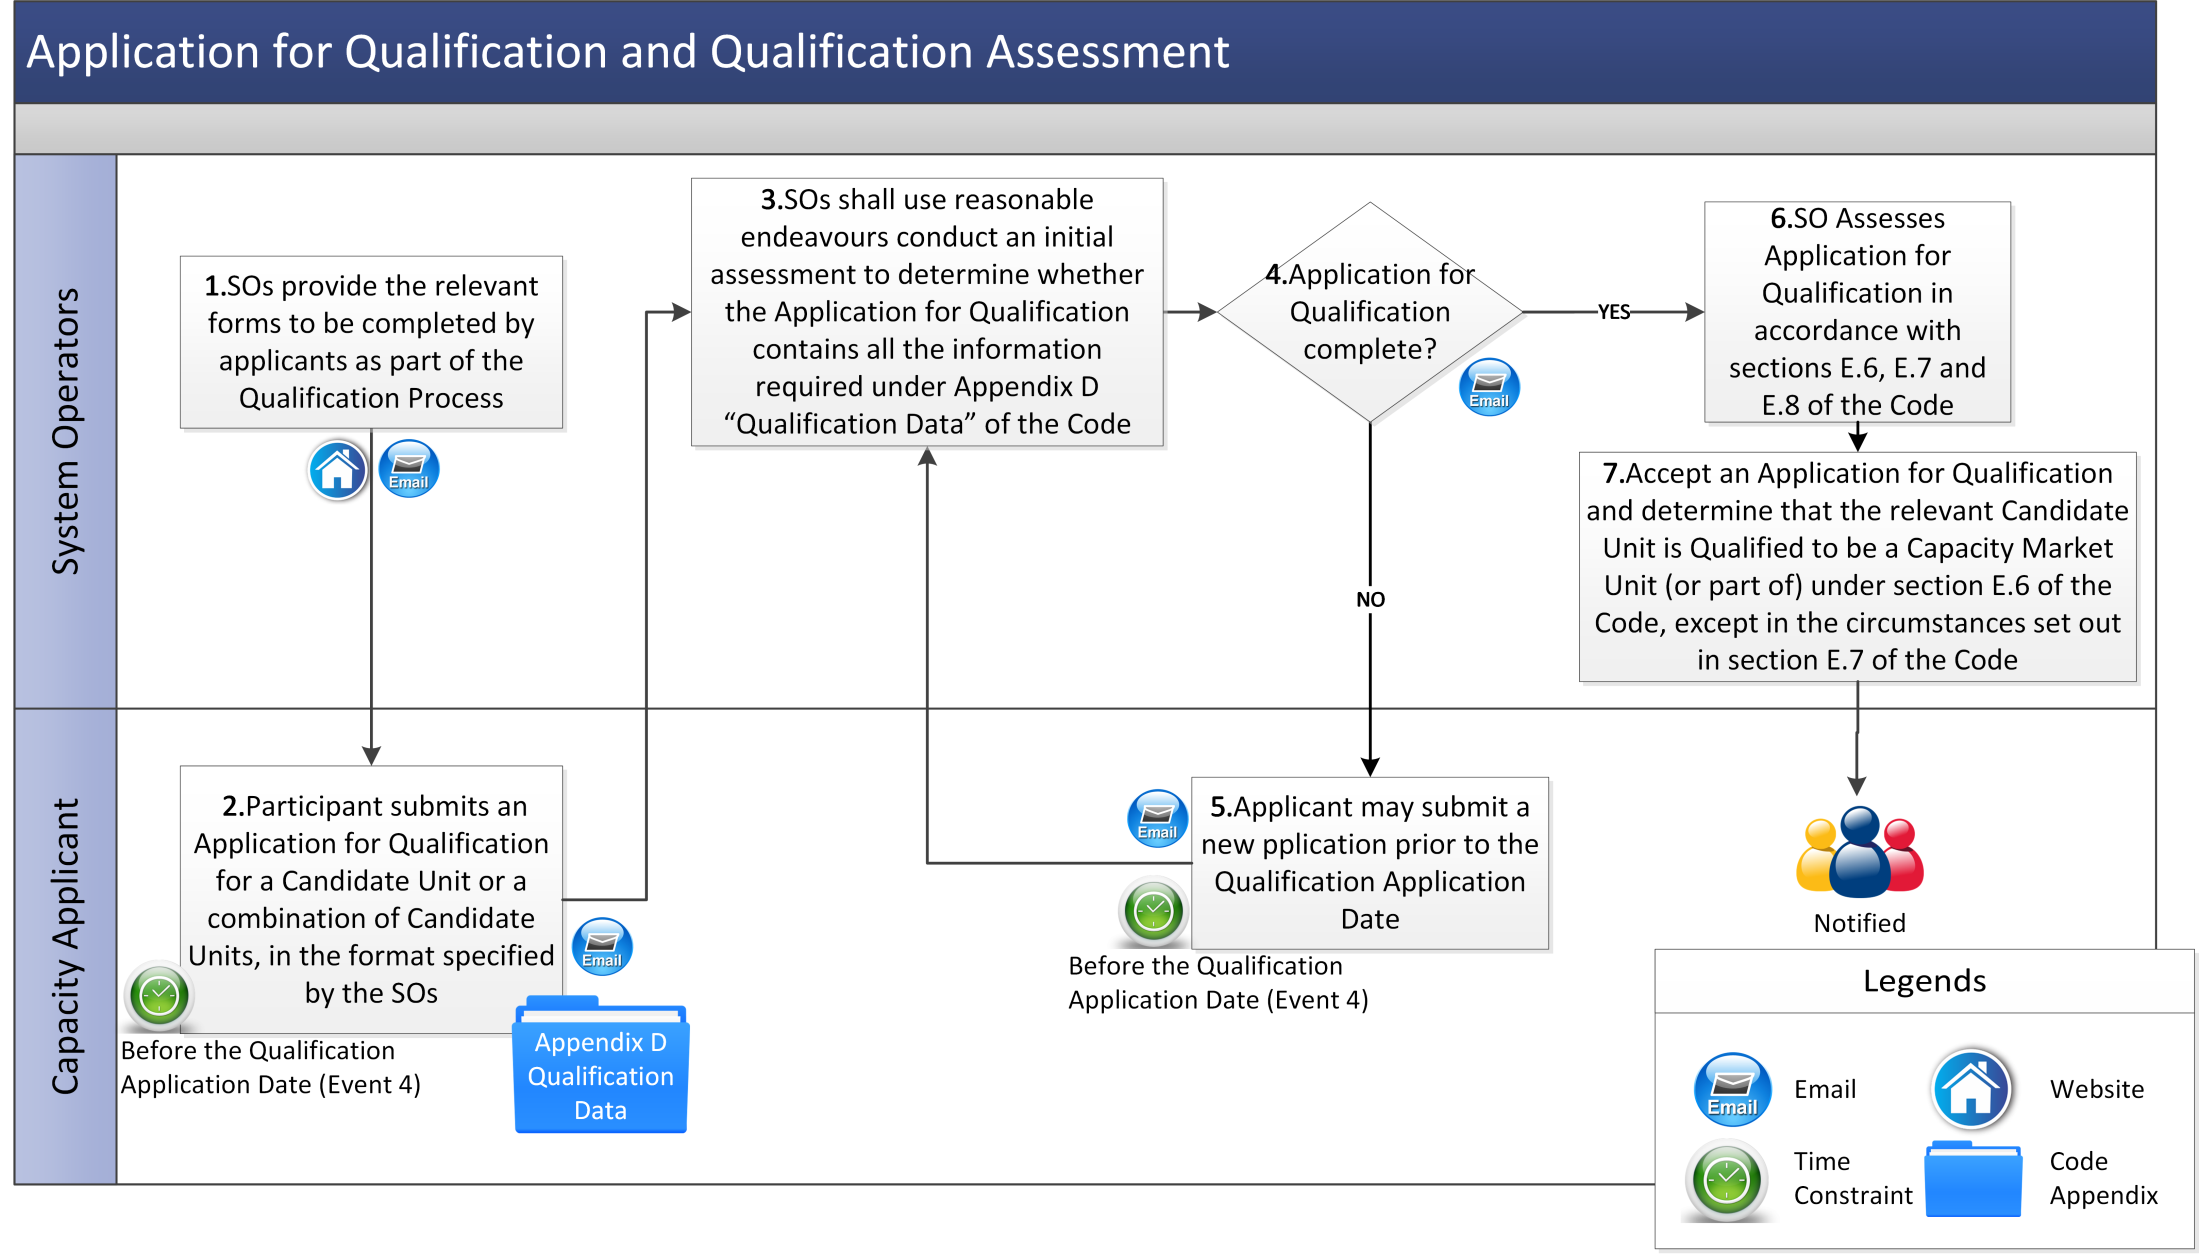 Application for Qualification and Qualification Assessment
System Operators
1.SOs provide the relevant
forms to be completed by
applicants as part of the
Qualification Process
Email
3.SOs shall use reasonable
endeavours conduct an initial
assessment to determine whether
the Application for Qualification
contains all the information
required under Appendix D
“Qualification Data” of the Code
4.Application for
Qualification
complete?
Email
YES
NO
6.SO Assesses
Application for
Qualification in
accordance with
sections E.6, E.7 and
E.8 of the Code
7.Accept an Application for Qualification
and determine that the relevant Candidate
Unit is Qualified to be a Capacity Market
Unit (or part of) under section E.6 of the
Code, except in the circumstances set out
in section E.7 of the Code
Capacity Applicant
2.Participant submits an
Application for Qualification
for a Candidate Unit or a
combination of Candidate
Units, in the format specified
by the SOs
Email
Before the Qualification
Application Date (Event 4)
Appendix D
Qualification
Data
Email
5.Applicant may submit a
new pplication prior to the
Qualification Application
Date
Before the Qualification
Application Date (Event 4)
Notified
Legends
Email
Email
Website
Time
Constraint
Code
Appendix